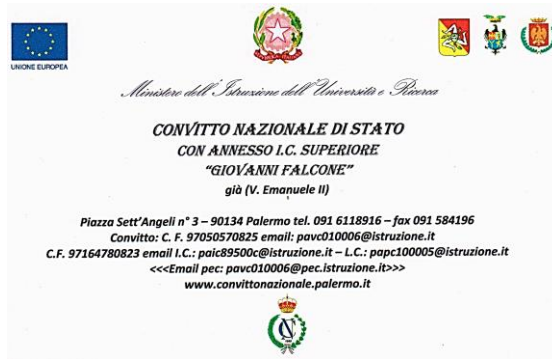 UNIONE EUROPEA
Ministero dell'Istruzione dell'Università e Ricerca
CONVITTO NAZIONALE DI STATO
CON ANNESSO I.C. SUPERIORE
“GIOVANNI FALCONE”
già (V. Emanuele II)
Piazza Sett’Angeli n° 3 – 90134 Palermo tel. 091 6118916 – fax 091 584196
Convitto: C. F. 97050570825 email: pavc010006@istruzione.it
C.F. 97164780823 email I.C.: paic89500c@istruzione.it – L.C.: papc100005@istruzione.it
<<<Email pec: pavc010006@pec.istruzione.it>>>
www.convittonazionale.palermo.it